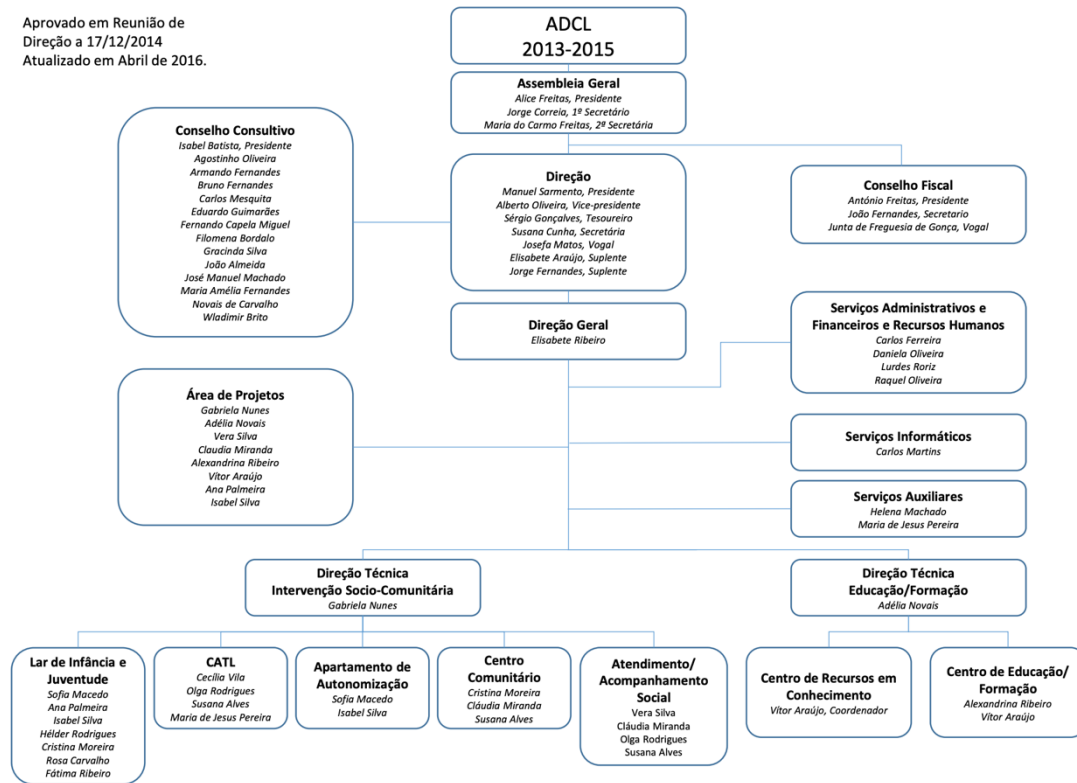 Aprovado em Reunião de
Direção a 17/12/2014
Atualizado em Abril de 2016.
ADCL
2013-2015
Assembleia Geral
Alice Freitas, Presidente
Jorge Correia, 1º Secretário
Maria do Carmo Freitas, 2ª Secretária
Conselho Consultivo
Isabel Batista, Presidente
Agostinho Oliveira
Armando Fernandes
Bruno Fernandes
Carlos Mesquita
Eduardo Guimarães
Fernando Capela Miguel
Filomena Bordalo
Gracinda Silva
João Almeida
José Manuel Machado
Maria Amélia Fernandes
Novais de Carvalho
Wladimir Brito
Direção
Manuel Sarmento, Presidente
Alberto Oliveira, Vice-presidente
Sérgio Gonçalves, Tesoureiro
Susana Cunha, Secretária
Josefa Matos, Vogal
Elisabete Araújo, Suplente
Jorge Fernandes, Suplente
Conselho Fiscal
António Freitas, Presidente
João Fernandes, Secretario
Junta de Freguesia de Gonça, Vogal
Direção Geral
Elisabete Ribeiro
Serviços Administrativos e
Financeiros e Recursos Humanos
Carlos Ferreira
Daniela Oliveira
Lurdes Roriz
Raquel Oliveira
Área de Projetos
Gabriela Nunes
Adélia Novais
Vera Silva
Claudia Miranda
Alexandrina Ribeiro
Vítor Araújo
Ana Palmeira
Isabel Silva
Serviços Informáticos
Carlos Martins
Serviços Auxiliares
Helena Machado
Maria de Jesus Pereira
Direção Técnica
Intervenção Socio-Comunitária
Gabriela Nunes
Direção Técnica
Educação/Formação
Adélia Novais
Lar de Infância e
Juventude
Sofia Macedo
Ana Palmeira
Isabel Silva
Hélder Rodrigues
Cristina Moreira
Rosa Carvalho
Fátima Ribeiro
CATL
Cecília Vila
Olga Rodrigues
Susana Alves
Maria de Jesus Pereira
Apartamento de
Autonomização
Sofia Macedo
Isabel Silva
Centro
Comunitário
Cristina Moreira
Cláudia Miranda
Susana Alves
Atendimento/
Acompanhamento
Social
Vera Silva
Cláudia Miranda
Olga Rodrigues
Susana Alves
Centro de Recursos em
Conhecimento
Vítor Araújo, Coordenador
Centro de Educação/
Formação
Alexandrina Ribeiro
Vítor Araújo